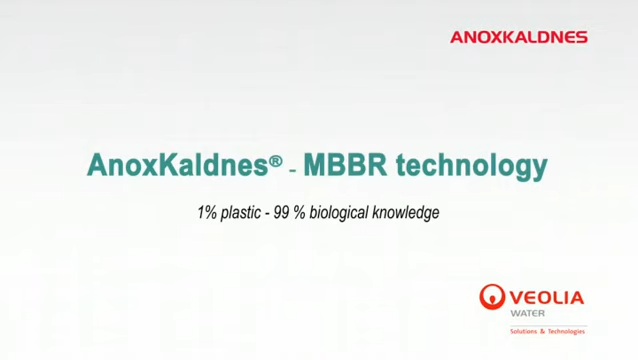 ANOXKALDNES
AnoxKaldnes® - MBBR technology
1% plastic - 99 % biological knowledge
VEOLIA
WATER
Solutions & Technologies